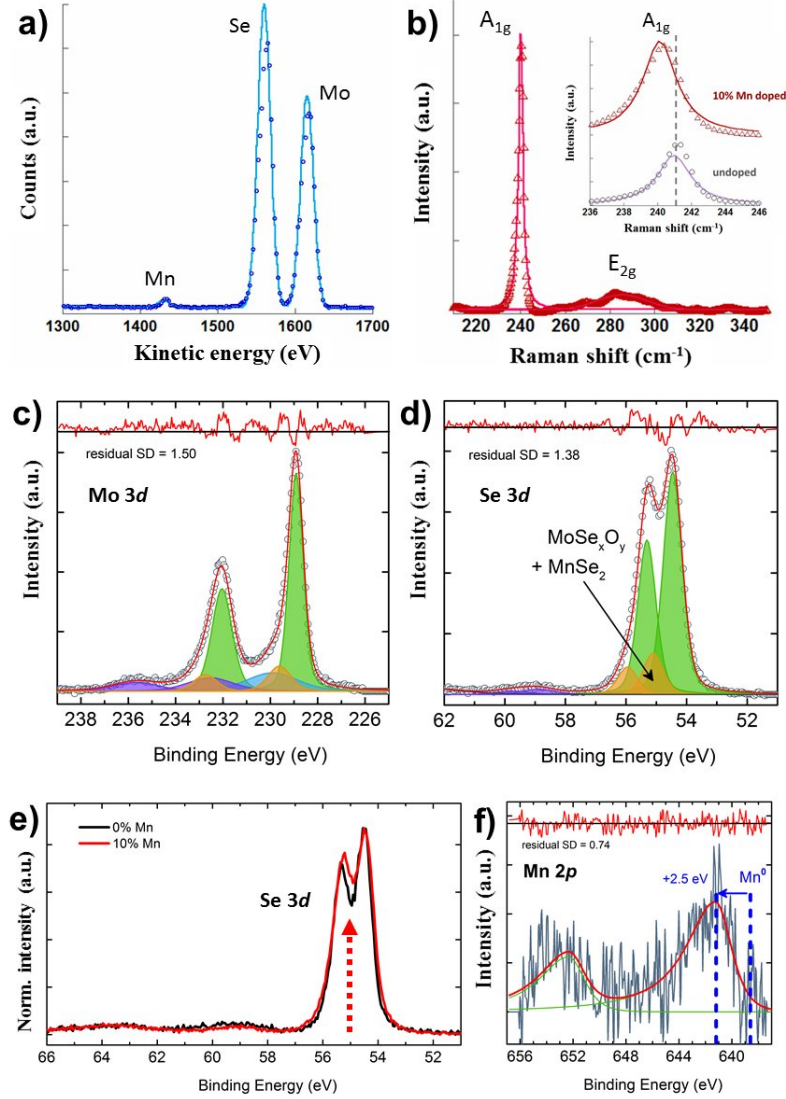 a)
Se
Mo
Mn
Counts (a.u.)
1300 1400 1500 1600 1700
Kinetic energy (eV)
b)
A1g
A1g
10% Mn doped
undoped
Intensity (a.u.)
236 238 240 242 244 246
Raman shift (cm-1)
E2g
Intensity (a.u.)
220 240 260 280 300 320 340
Raman shift (cm-1)
c)
residual SD = 1.50
Mo 3d
Intensity (a.u.)
238 236 234 232 230 228 226
Binding Energy (eV)
d)
residual SD = 1.38
Se 3d
MoSexOy
+ MnSe2
Intensity (a.u.)
62 60 58 56 54 52
Binding Energy (eV)
e)
0% Mn
10% Mn
Se 3d
Norm. intensity (a.u.)
66 64 62 60 58 56 54 52
Binding Energy (eV)
f)
residual SD = 0.74
Mn 2p
+2.5 eV
Mn0
Intensity (a.u.)
656 652 648 644 640
Binding Energy (eV)